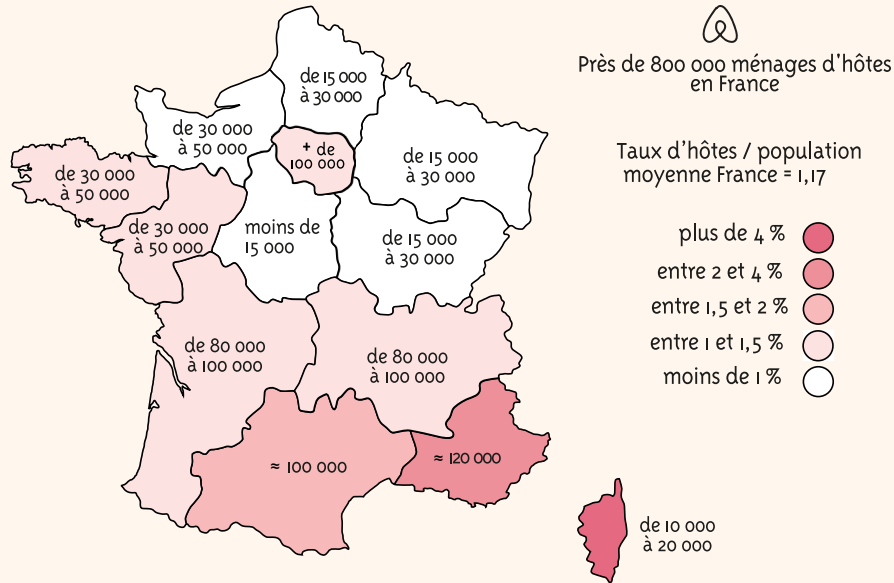 Près de 800 000 ménages d'hôtes
en France
Taux d'hôtes / population
moyenne France = 1,17
plus de 4 %
entre 2 et 4 %
entre 1,5 et 2 %
entre 1 et 1,5 %
moins de 1 %
de 15 000
à 30 000
de 30 000
à 50 000
+ de
100 000
de 15 000
à 30 000
de 30 000
à 50 000
de 30 000
à 50 000
moins de
15 000
de 15 000
à 30 000
de 80 000
à 100 000
de 80 000
à 100 000
≈ 100 000
≈ 120 000
de 10 000
à 20 000